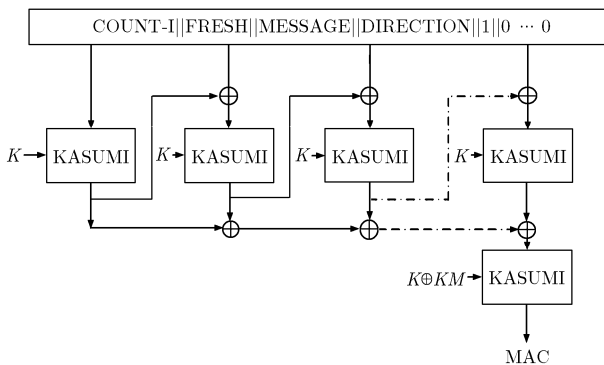 COUNT-I||FRESH||MESSAGE||DIRECTION||1||0 ··· 0
K KASUMI K KASUMI K KASUMI K KASUMI
K⊕KM KASUMI
MAC